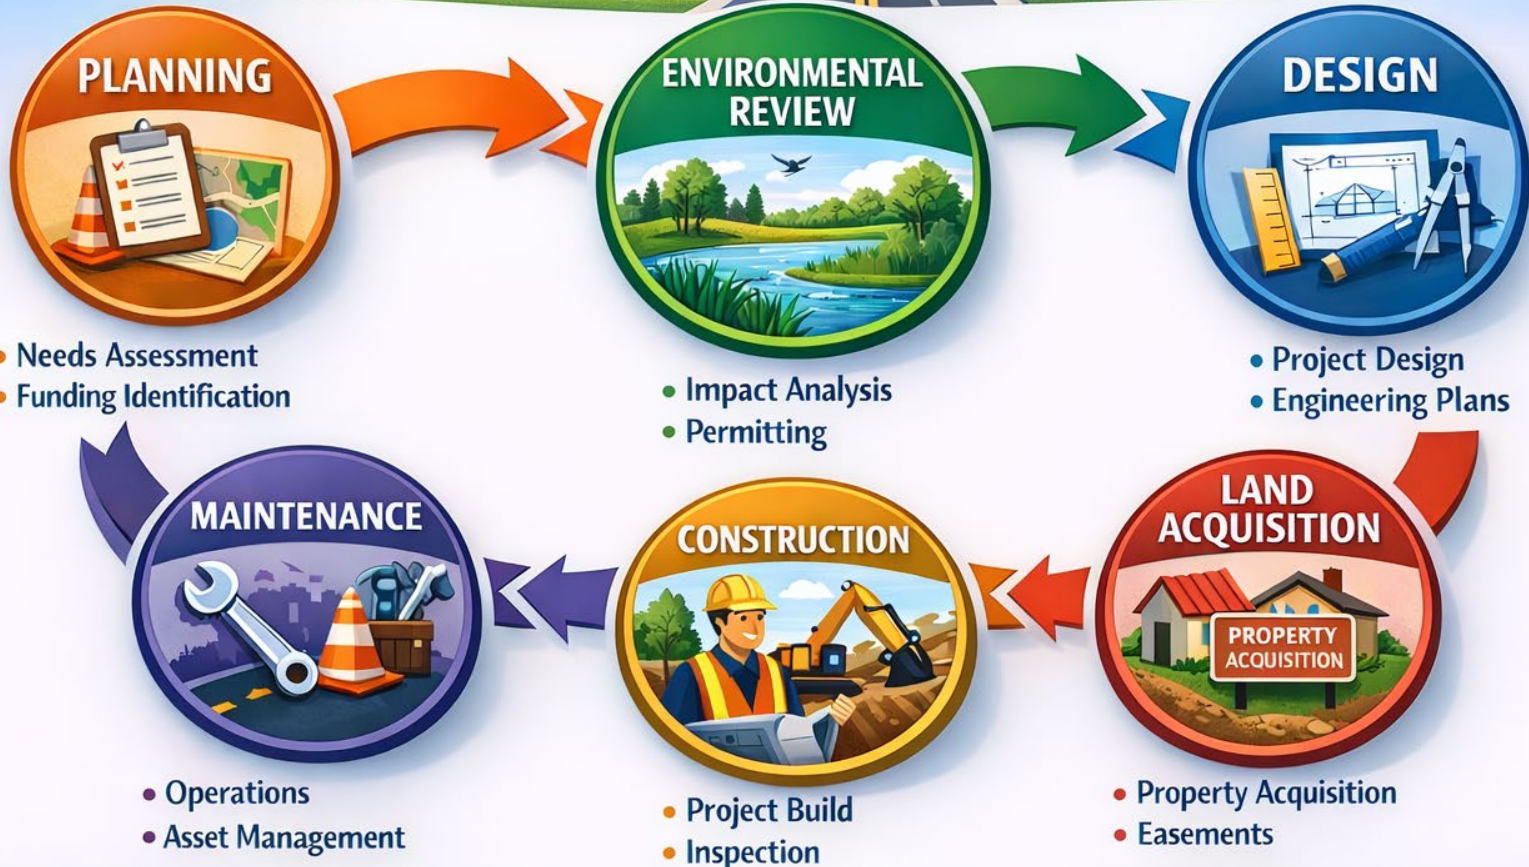 PLANNING
• Needs Assessment
• Funding Identification
ENVIRONMENTAL
REVIEW
• Impact Analysis
• Permitting
DESIGN
• Project Design
• Engineering Plans
LAND
ACQUISITION
PROPERTY
ACQUISITION
• Property Acquisition
• Easements
CONSTRUCTION
• Project Build
• Inspection
MAINTENANCE
• Operations
• Asset Management